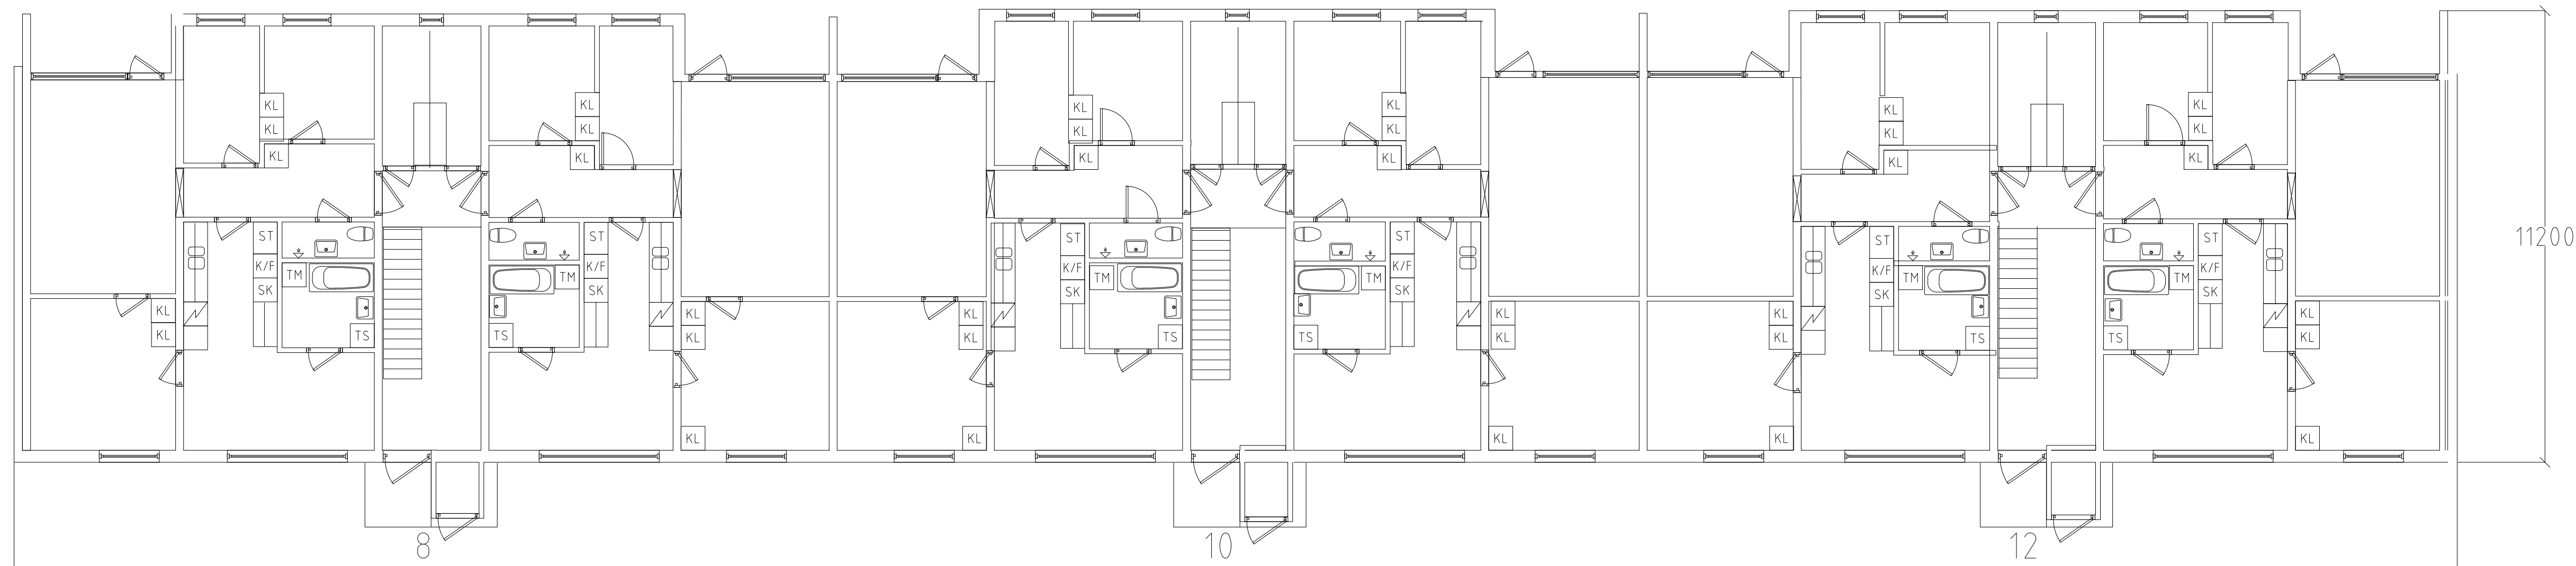 KL KL KL KL KL KL
KL KL KL KL KL KL
KL KL KL KL KL KL
ST ST ST ST ST ST
K/F K/F K/F K/F K/F K/F
TM TM TM TM TM TM
SK SK SK SK SK SK
KL KL KL KL KL KL
KL TS TS KL KL TS TS KL KL TS TS KL
KL KL KL KL KL
11200
8 10 12